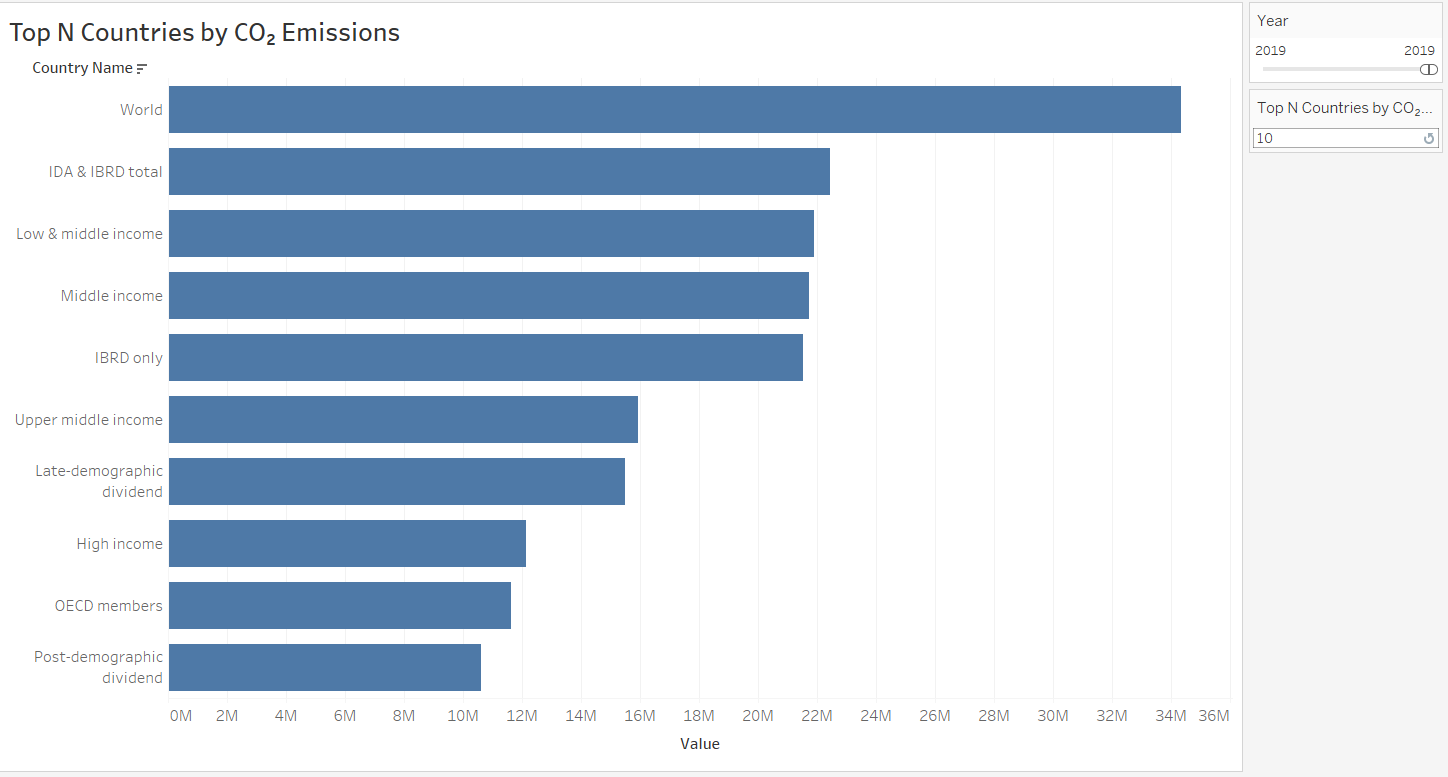 Top N Countries by CO₂ Emissions
Country Name
World
IDA & IBRD total
Low & middle income
Middle income
IBRD only
Upper middle income
Late-demographic
dividend
High income
OECD members
Post-demographic
dividend
0M 2M 4M 6M 8M 10M 12M 14M 16M 18M 20M 22M 24M 26M 28M 30M 32M 34M 36M
Value
Year
2019 2019
Top N Countries by CO₂...
10